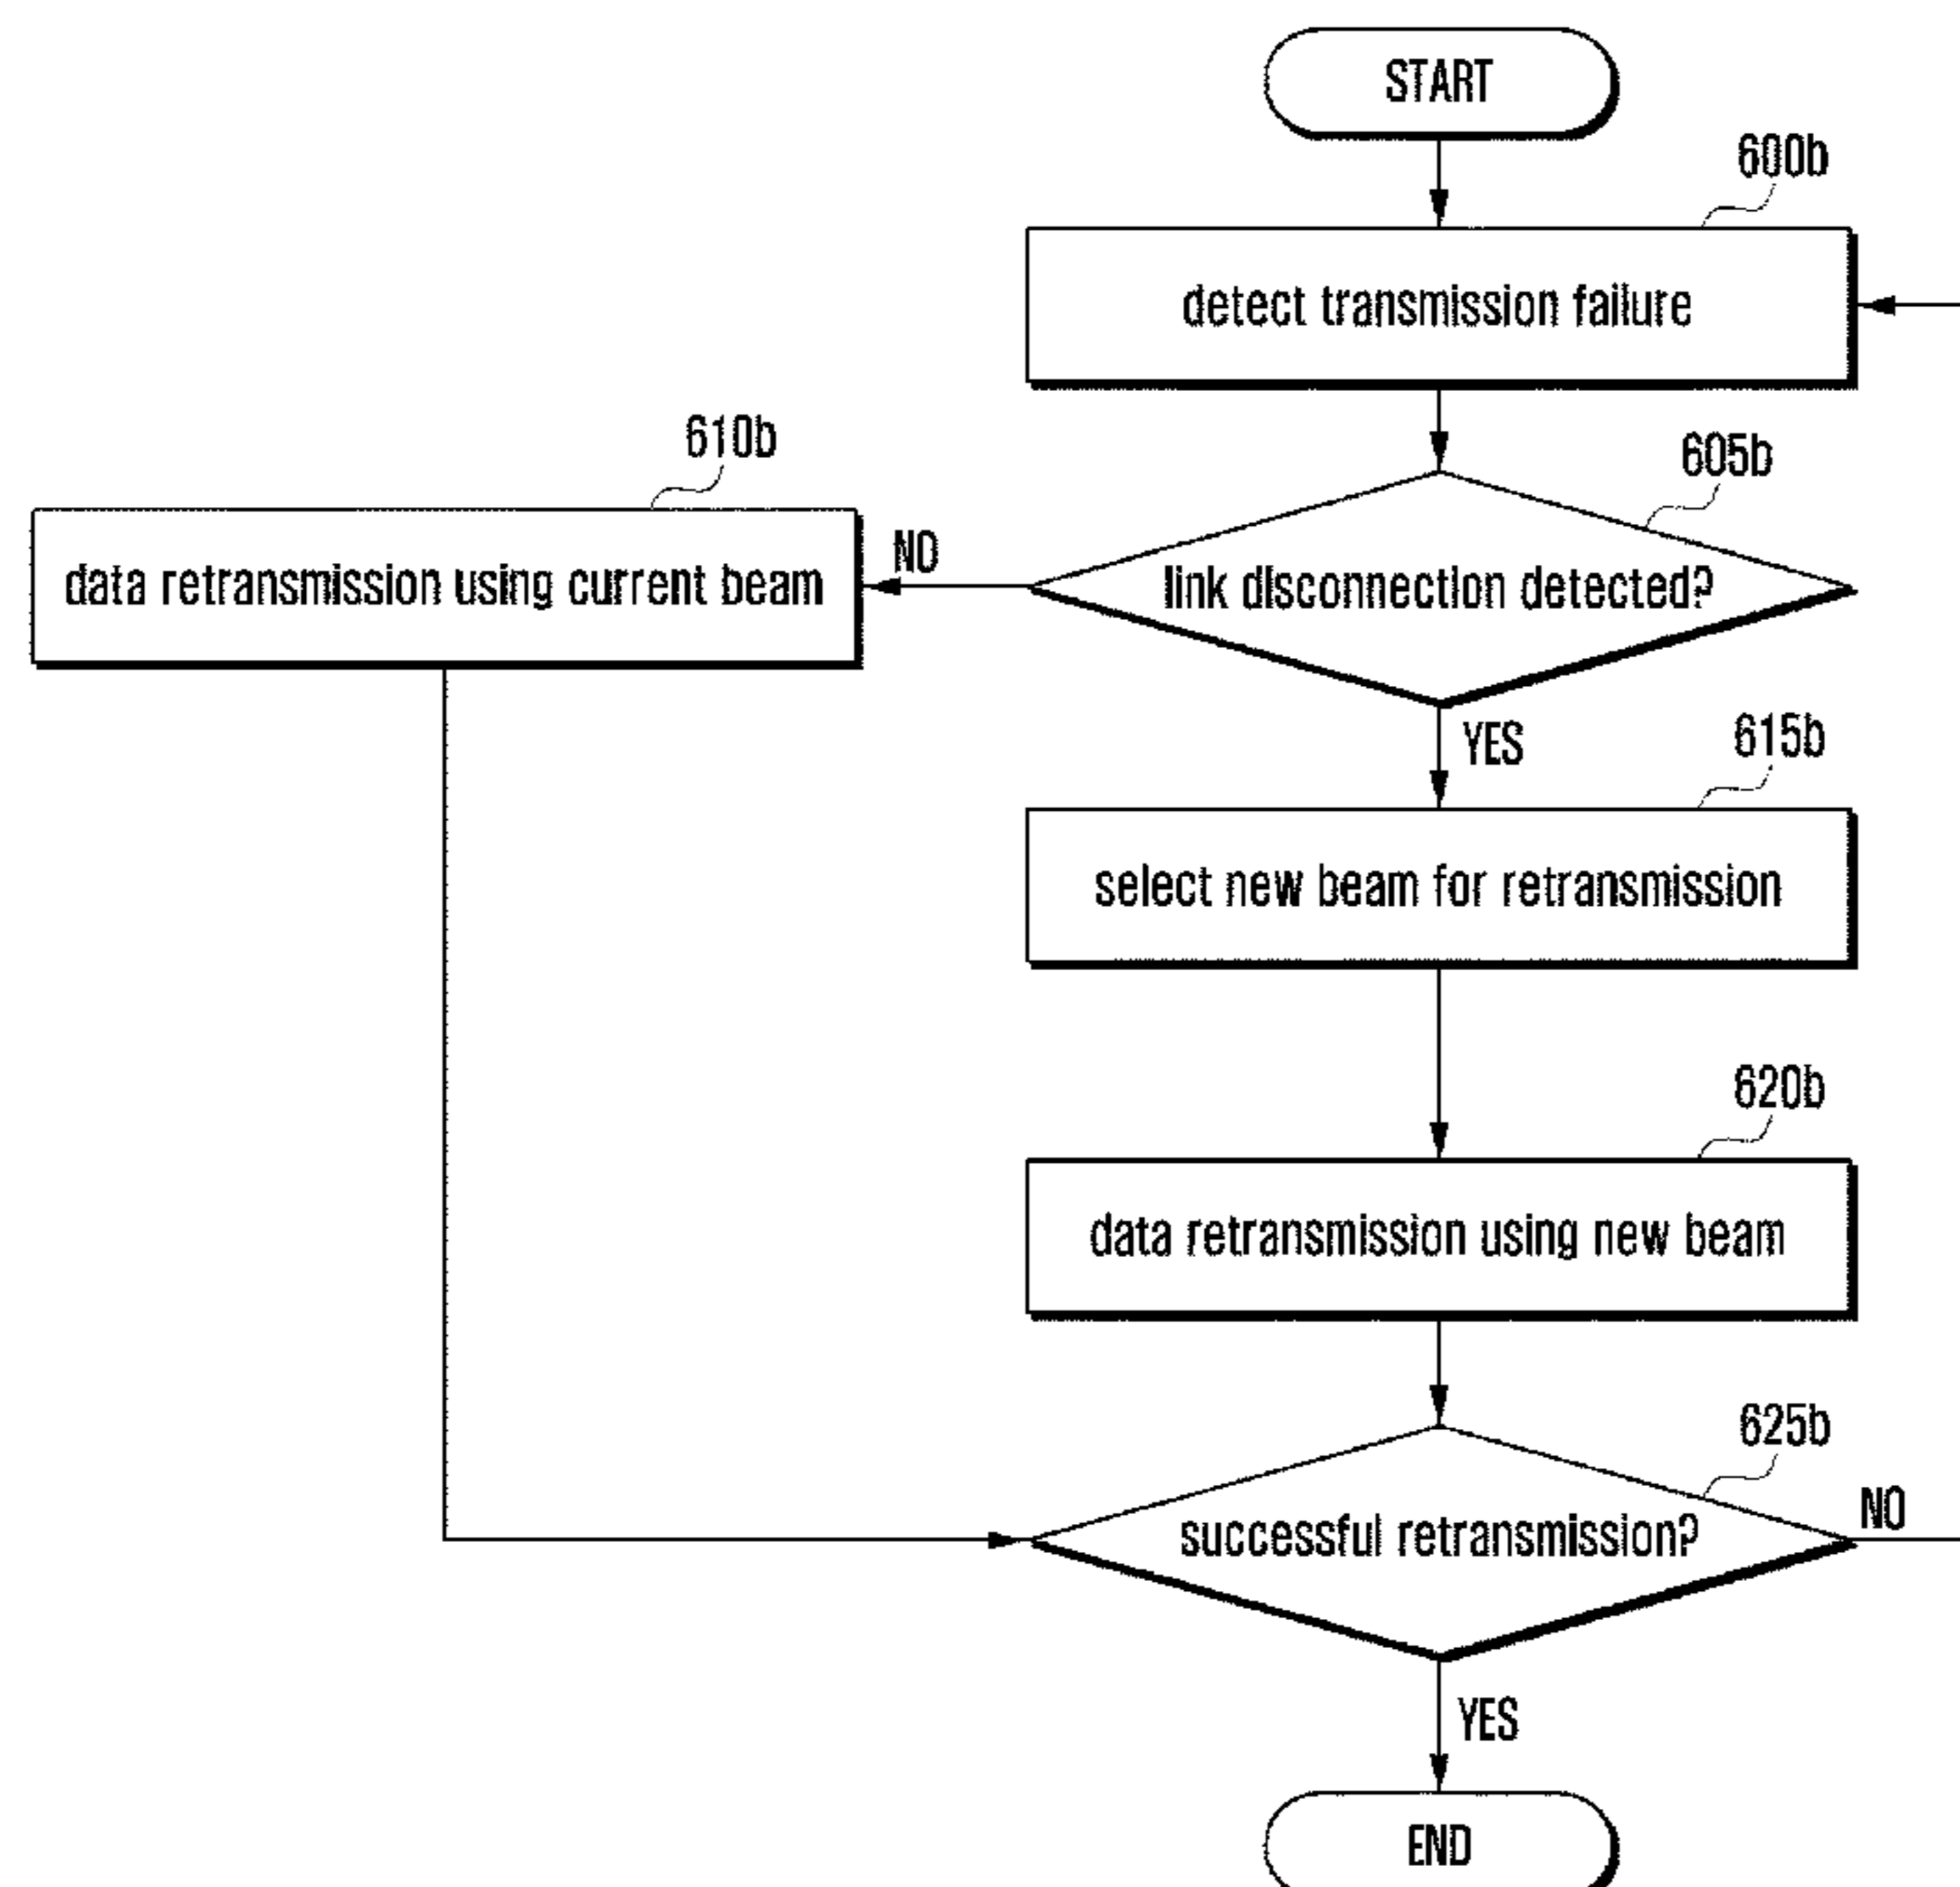 START
600b
detect transmission failure
605b
link disconnection detected?
NO
610b
data retransmission using current beam
YES
615b
select new beam for retransmission
620b
data retransmission using new beam
625b
successful retransmission?
NO
YES
END